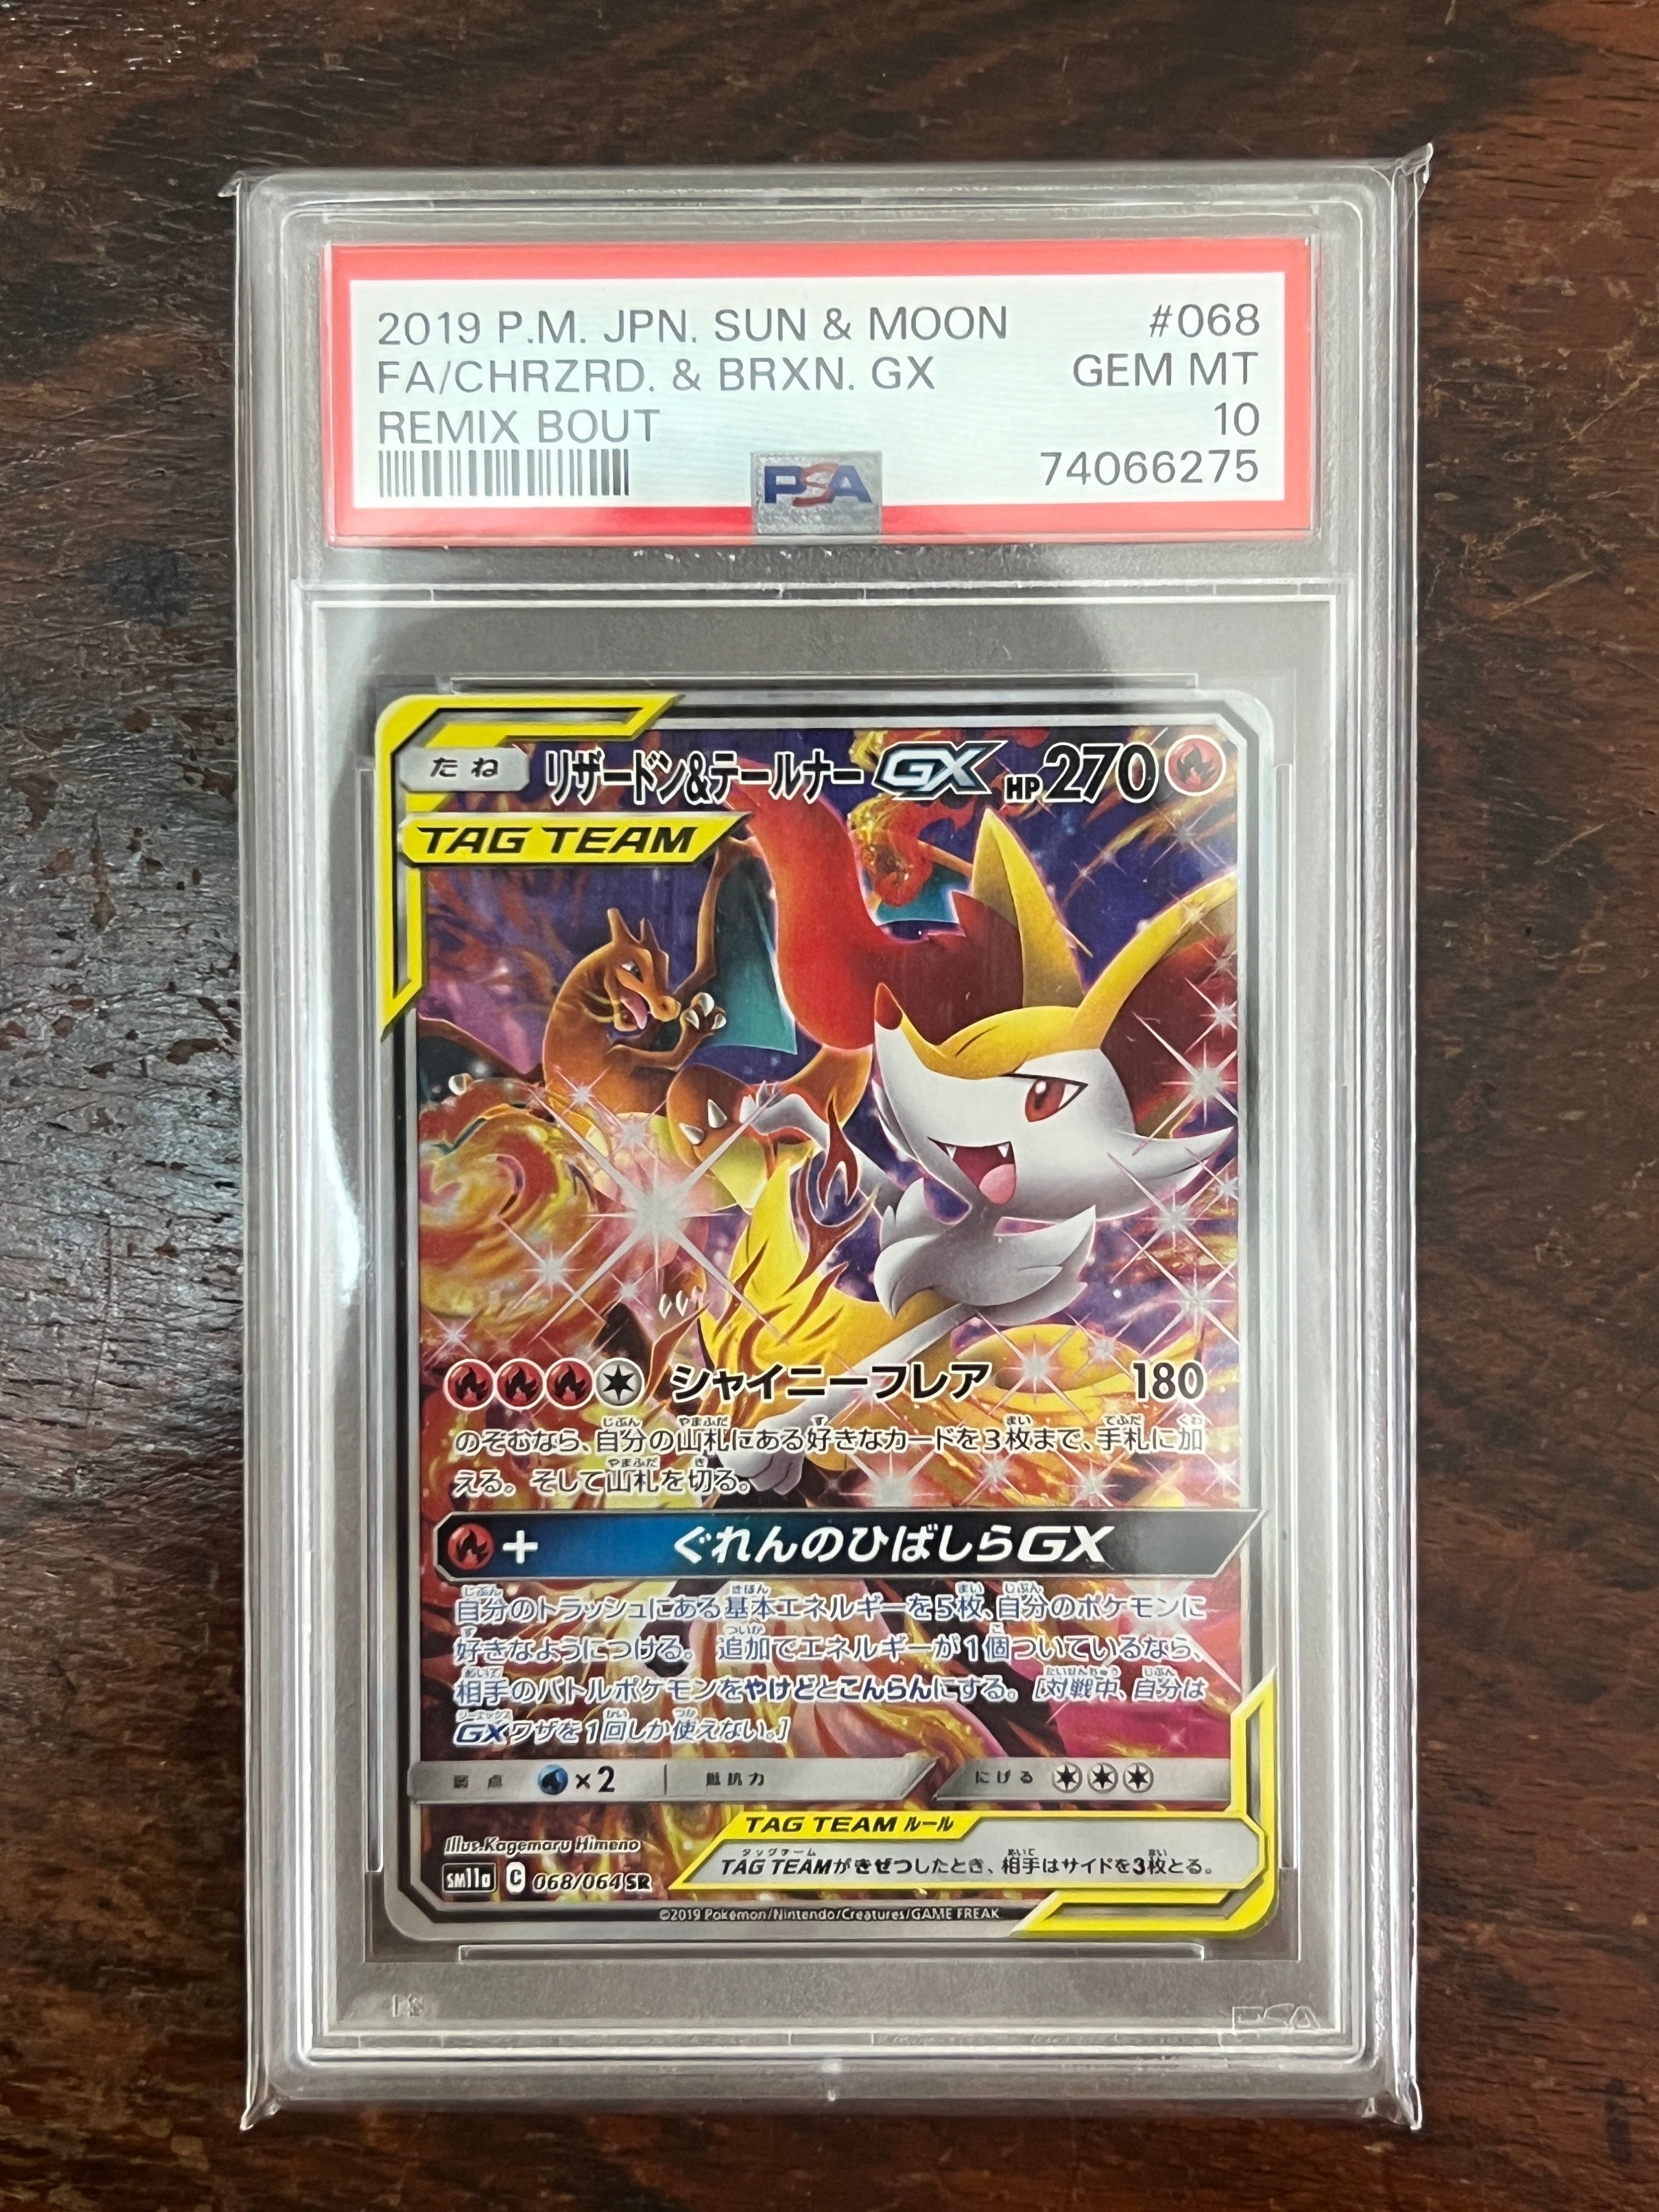 2019 P.M. JPN. SUN & MOON #068
FA/CHRZRD. & BRXN. GX GEM MT
REMIX BOUT 10
PSA 74066275
たね リザードン&テールナーGX HP270
TAG TEAM
シャイニーフレア 180
のぞむなら、自分の山札にある好きなカードを3枚まで、手札に加
える。そして山札を切る。
+ ぐれんのひばしらGX
自分のトラッシュにある基本エネルギーを5枚、自分のポケモンに
好きなようにつける。追加でエネルギーが1個ついているなら、
相手のバトルポケモンをやけどとこんらんにする。[対戦中、自分は
GXワザを1回しか使えない。]
弱点 ×2 抵抗力 にげる
TAG TEAM ルール
TAG TEAMがきぜつしたとき、相手はサイドを3枚とる。
Illus.Kagemaru Himeno
SM11a C 068/064 SR
©2019 Pokémon/Nintendo/Creatures/GAME FREAK
PSA